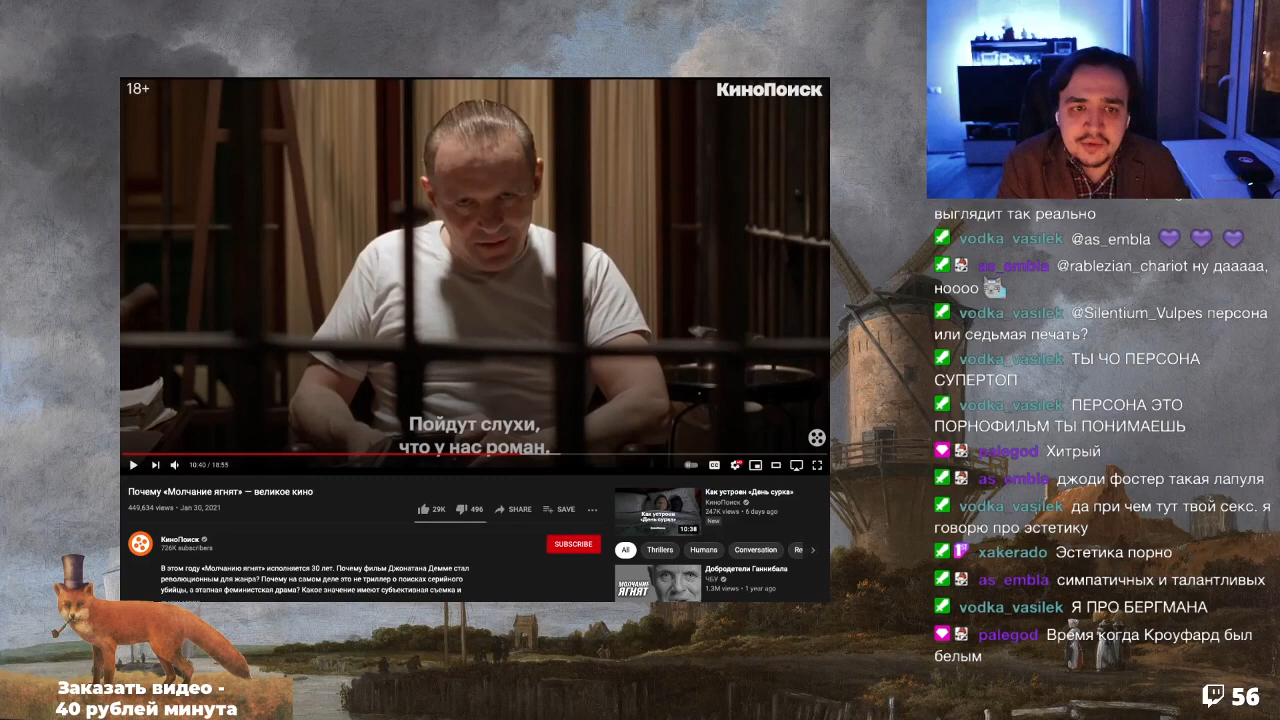 18+
КиноПоиск
Пойдут слухи,
что у нас роман.
10:40 / 18:55
Почему «Молчание ягнят» — великое кино
449,634 views • Jan 30, 2021
29K
496
SHARE
SAVE
КиноПоиск
726K subscribers
SUBSCRIBE
В этом году «Молчанию ягнят» исполняется 30 лет. Почему фильм Джонатана Демме стал
революционным для жанра? Почему на самом деле это не триллер о поисках серийного
убийцы, а этапная феминистская драма? Какое значение имеют субъективная съемка и
Как устроен
«День сурка»
10:38
Как устроен «День сурка»
КиноПоиск
247K views • 6 days ago
New
All
Thrillers
Humans
Conversation
Re
МОЛЧАНИЕ
ЯГНЯТ
Добродетели Ганнибала
ЧБУ
1.3M views • 1 year ago
выглядит так реально
vodka_vasilek @as_embla
as_embla @rablezian_chariot ну дааааа,
ноооо
vodka_vasilek @Silentium_Vulpes персона
или седьмая печать?
vodka_vasilek ТЫ ЧО ПЕРСОНА
СУПЕРТОП
vodka_vasilek ПЕРСОНА ЭТО
ПОРНОФИЛЬМ ТЫ ПОНИМАЕШЬ
palegod Хитрый
as_embla джоди фостер такая лапуля
vodka_vasilek да при чем тут твой секс. я
говорю про эстетику
xakerado Эстетика порно
as_embla симпатичных и талантливых
vodka_vasilek Я ПРО БЕРГМАНА
palegod Время когда Кроуфард был
белым
Заказать видео -
40 рублей минута
56